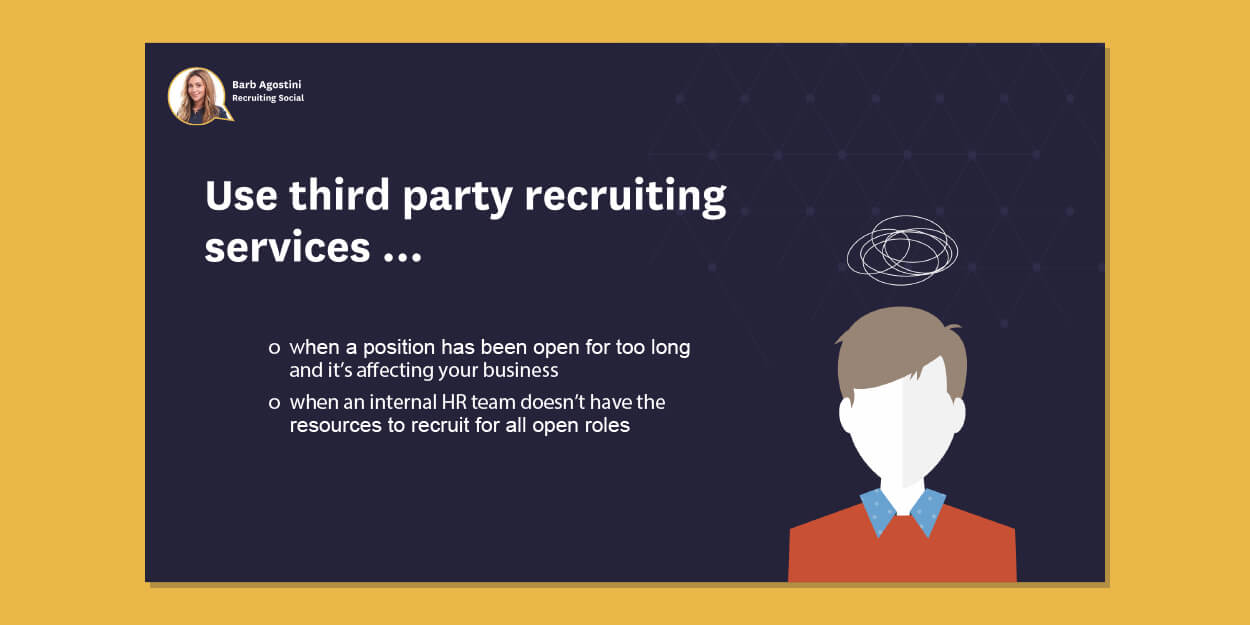 Barb Agostini
Recruiting Social
Use third party recruiting
services ...
o when a position has been open for too long
and it’s affecting your business
o when an internal HR team doesn’t have the
resources to recruit for all open roles